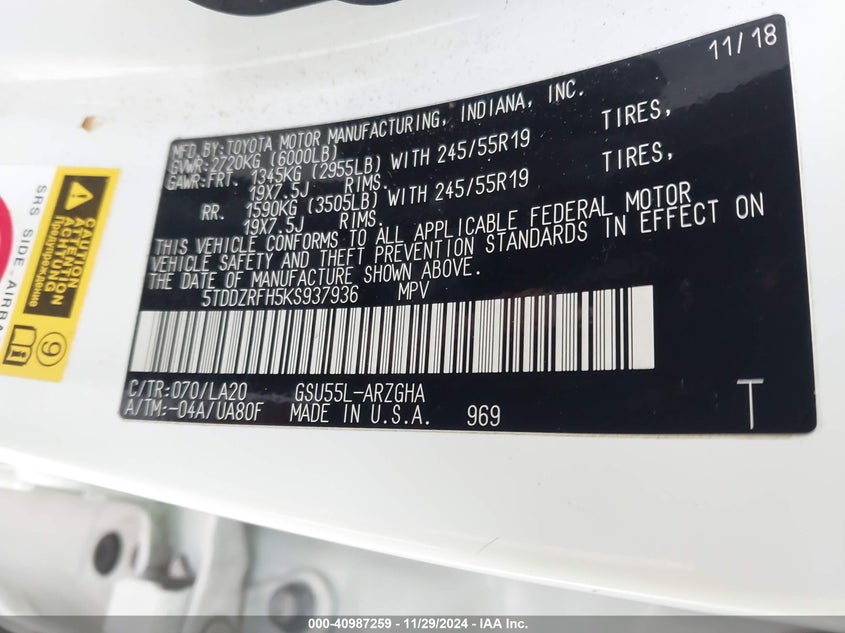 11/18
MFD.BY:TOYOTA MOTOR MANUFACTURING, INDIANA, INC.
GVWR:2720KG (6000LB)
GAWR:FRT. 1345KG (2955LB) WITH 245/55R19 TIRES,
19X7.5J RIMS.
RR. 1590KG (3505LB) WITH 245/55R19 TIRES,
19X7.5J RIMS.
THIS VEHICLE CONFORMS TO ALL APPLICABLE FEDERAL MOTOR
VEHICLE SAFETY AND THEFT PREVENTION STANDARDS IN EFFECT ON
THE DATE OF MANUFACTURE SHOWN ABOVE.
5TDDZRFH5KS937936 MPV
C/TR:070/LA20 GSU55L-ARZGHA
A/TM:-04A/UA80F MADE IN U.S.A. 969
T
SRS SIDE-AIRBA
CAUTION
ATTENTION
ACHTUNG
Предупреждение
9
000-40987259 - 11/29/2024 - IAA Inc.